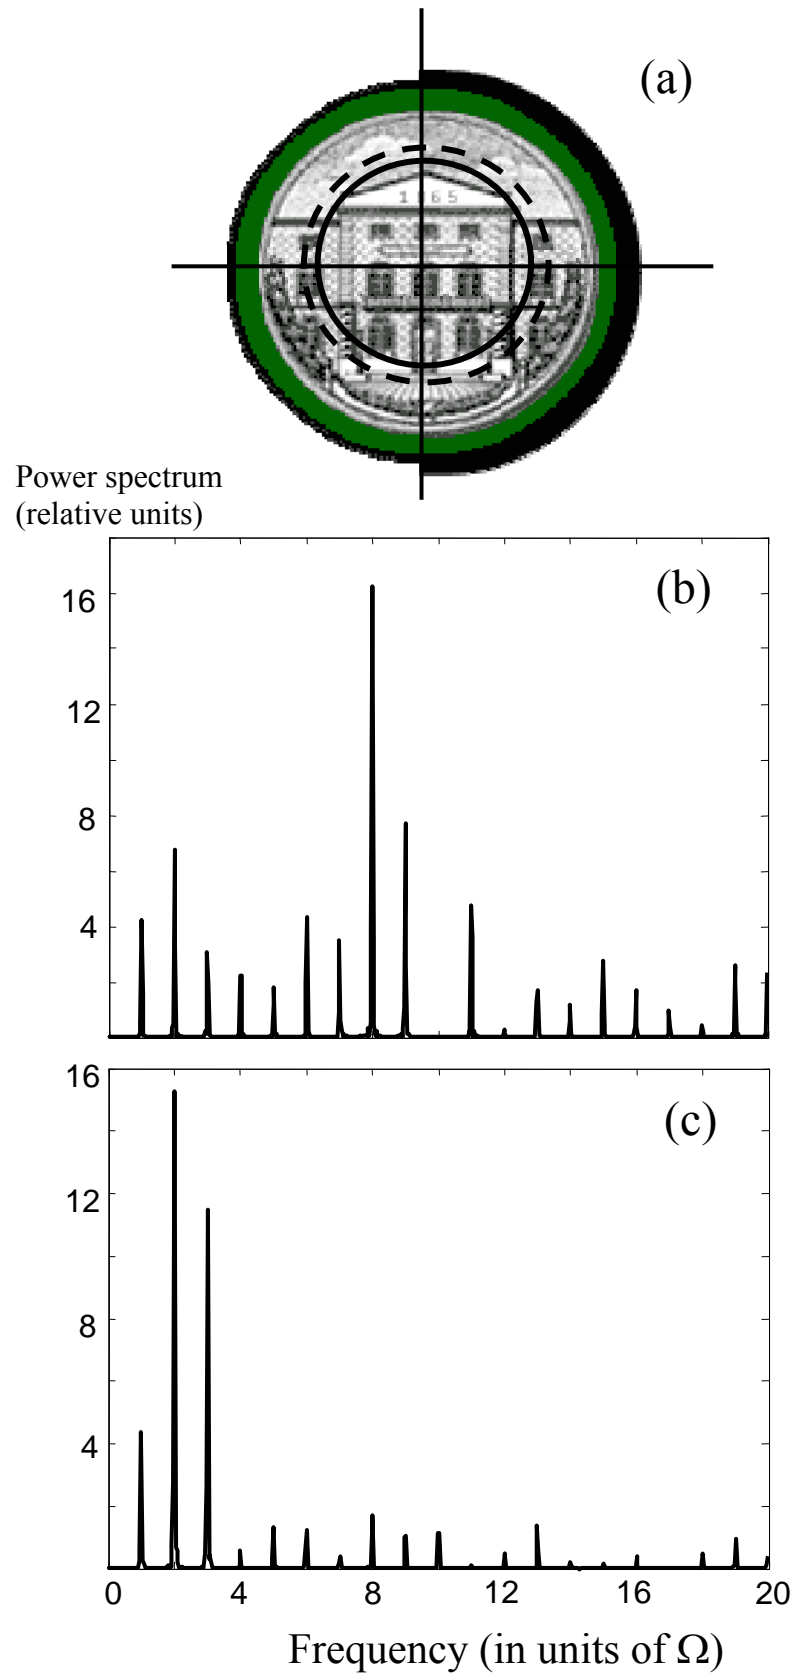 (a)
1965
Power spectrum
(relative units)
(b)
16
12
8
4
16
(c)
12
8
4
0 4 8 12 16 20
Frequency (in units of Ω)